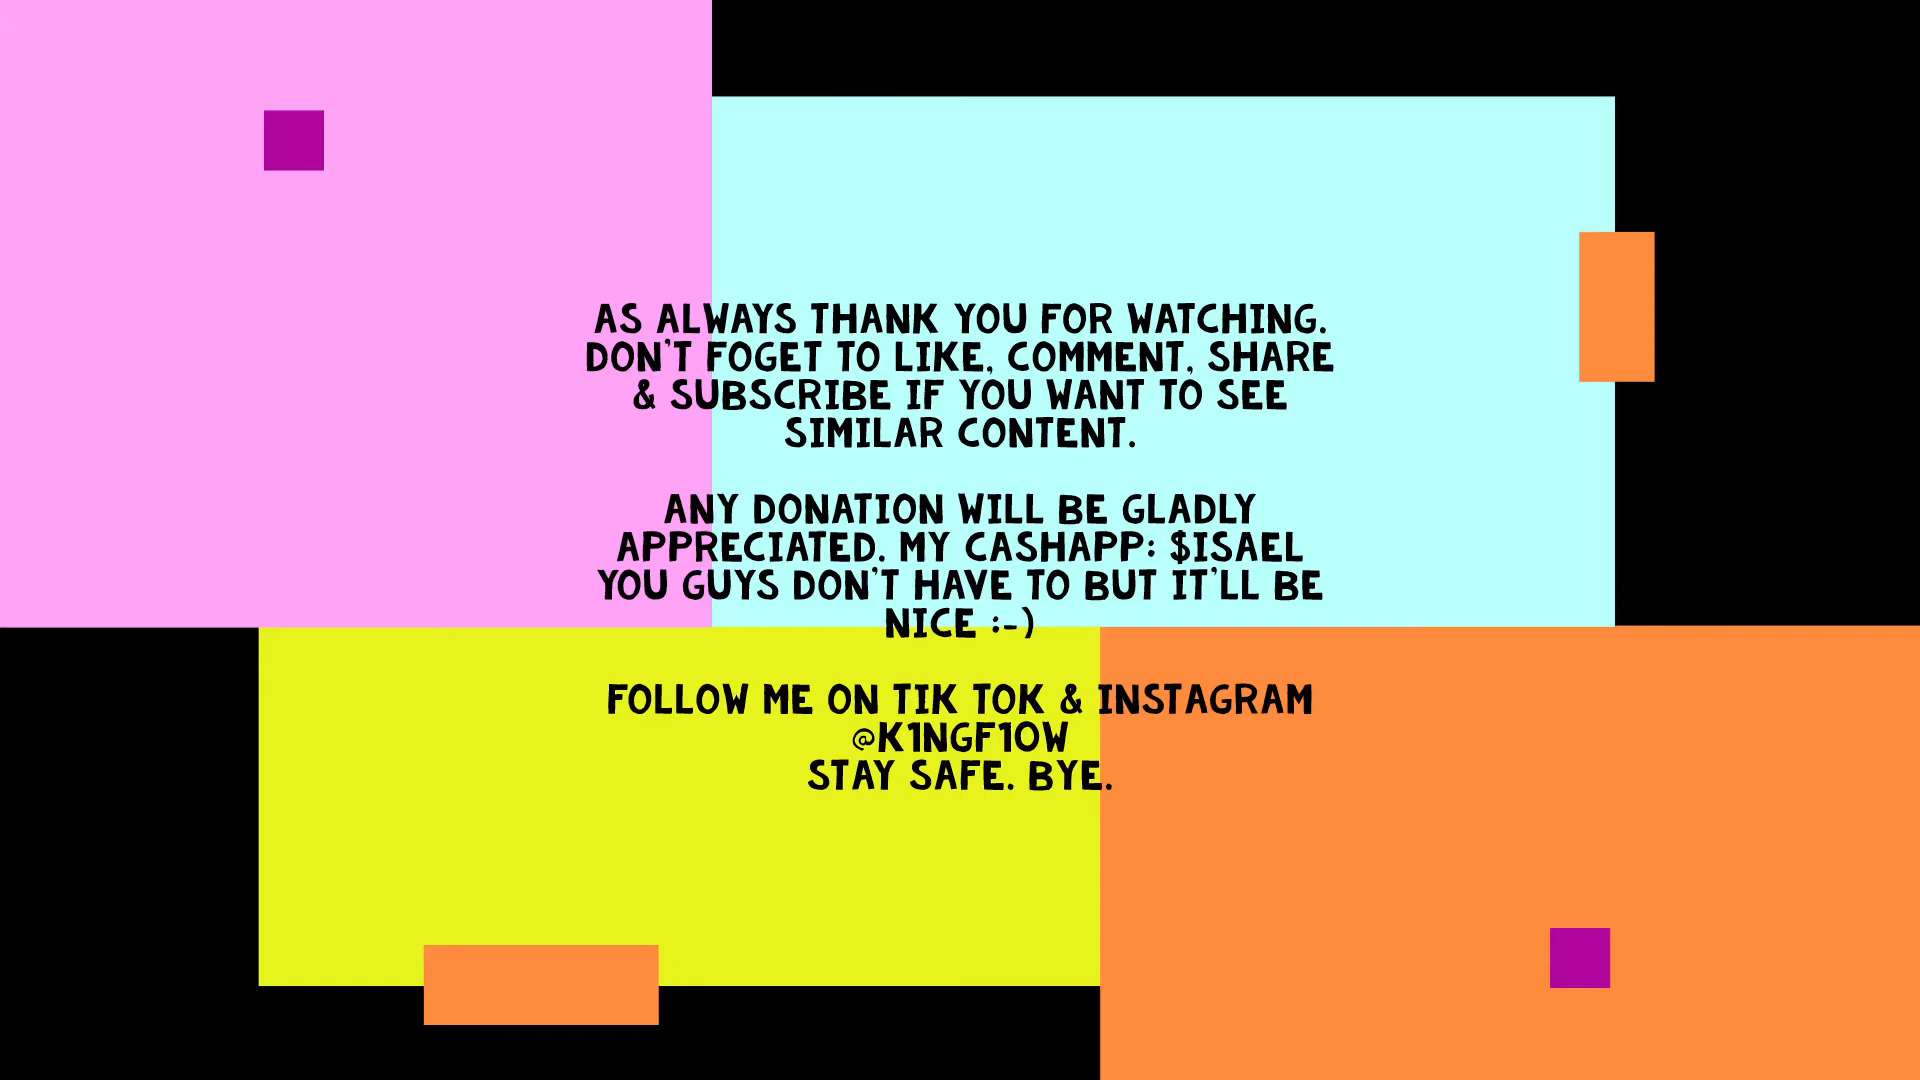 AS ALWAYS THANK YOU FOR WATCHING.
DON'T FOGET TO LIKE, COMMENT, SHARE
& SUBSCRIBE IF YOU WANT TO SEE
SIMILAR CONTENT.
ANY DONATION WILL BE GLADLY
APPRECIATED. MY CASHAPP: $ISAEL
YOU GUYS DON'T HAVE TO BUT IT'LL BE
NICE :-)
FOLLOW ME ON TIK TOK & INSTAGRAM
@K1NGF1OW
STAY SAFE. BYE.